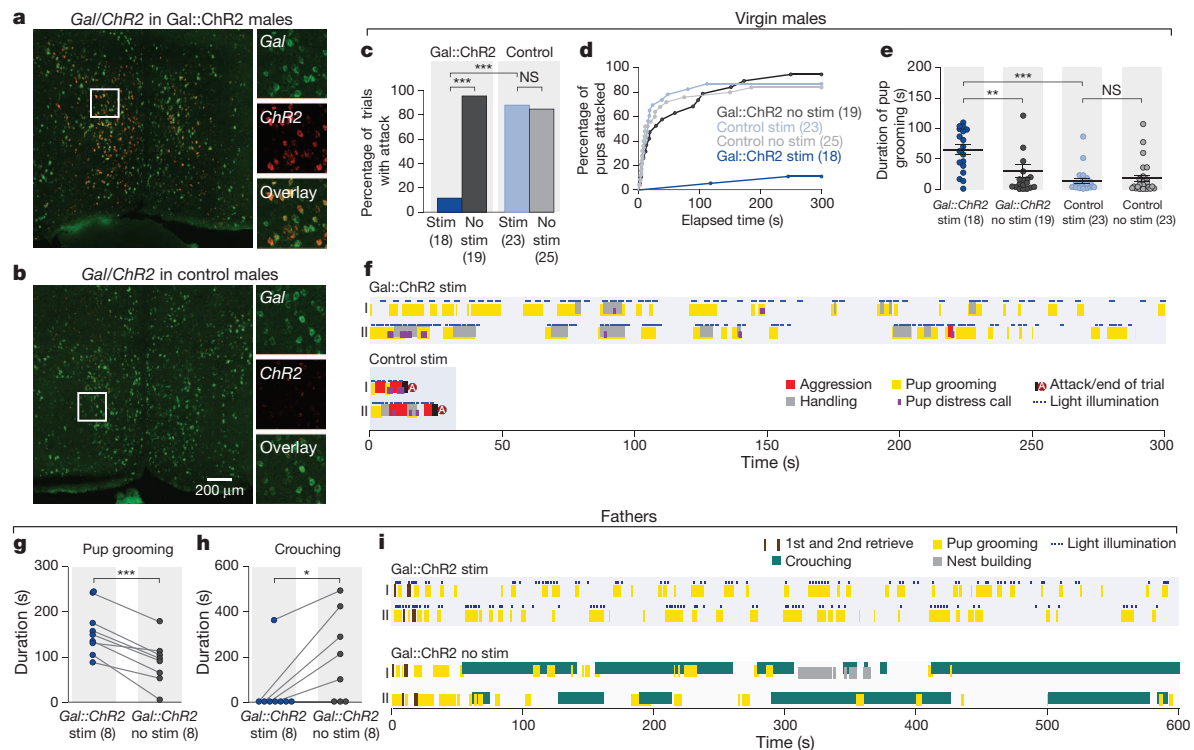 a Gal/ChR2 in Gal::ChR2 males
Gal
ChR2
Overlay
b Gal/ChR2 in control males
Gal
ChR2
Overlay
200 μm
Virgin males
c
Gal::ChR2 Control
***
*** NS
Percentage of trials
with attack
100
80
60
40
20
0
Stim (18)
No stim (19)
Stim (23)
No stim (25)
d
Percentage of
pups attacked
100
80
60
40
20
0
Gal::ChR2 no stim (19)
Control stim (23)
Control no stim (25)
Gal::ChR2 stim (18)
0 100 200 300
Elapsed time (s)
e
Duration of pup
grooming (s)
200
150
100
50
0
***
** NS
Gal::ChR2 stim (18)
Gal::ChR2 no stim (19)
Control stim (23)
Control no stim (23)
f
Gal::ChR2 stim
I
II
Control stim
I A
II A
Aggression Pup grooming A Attack/end of trial
Handling Pup distress call Light illumination
0 50 100 150 200 250 300
Time (s)
Fathers
g Pup grooming
***
Duration (s)
300
200
100
0
Gal::ChR2 stim (8)
Gal::ChR2 no stim (8)
h Crouching
*
Duration (s)
600
400
200
0
Gal::ChR2 stim (8)
Gal::ChR2 no stim (8)
i
1st and 2nd retrieve Pup grooming Light illumination
Crouching Nest building
Gal::ChR2 stim
I
II
Gal::ChR2 no stim
I
II
0 100 200 300 400 500 600
Time (s)